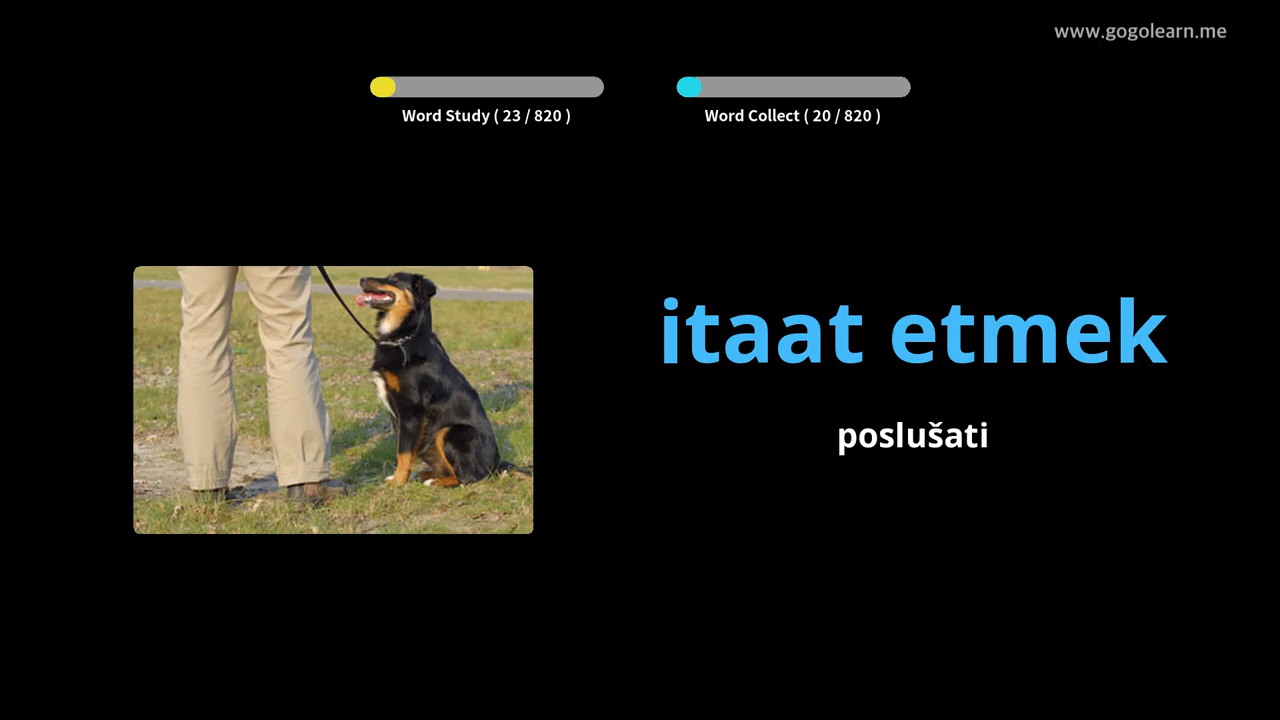 www.gogolearn.me
Word Study ( 23 / 820 )
Word Collect ( 20 / 820 )
itaat etmek
poslušati